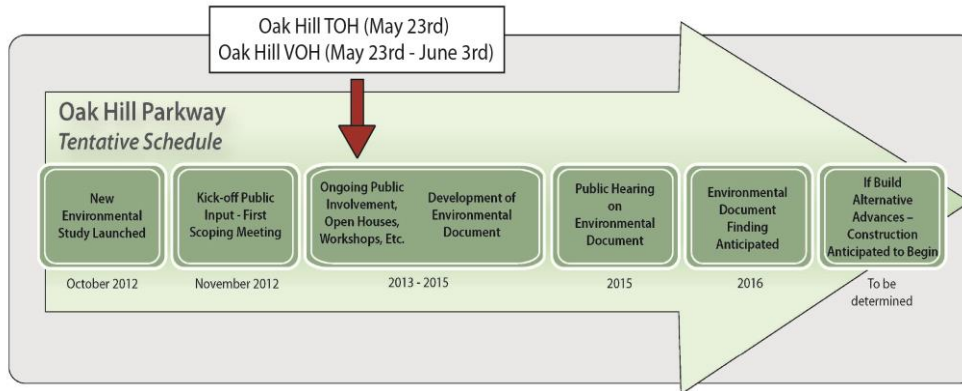 Oak Hill TOH (May 23rd)
Oak Hill VOH (May 23rd - June 3rd)
Oak Hill Parkway
Tentative Schedule
New
Environmental
Study Launched
October 2012
Kick-off Public
Input - First
Scoping Meeting
November 2012
Ongoing Public
Involvement,
Open Houses,
Workshops, Etc.
Development of
Environmental
Document
2013 - 2015
Public Hearing
on
Environmental
Document
2015
Environmental
Document
Finding
Anticipated
2016
If Build
Alternative
Advances –
Construction
Anticipated to Begin
To be
determined